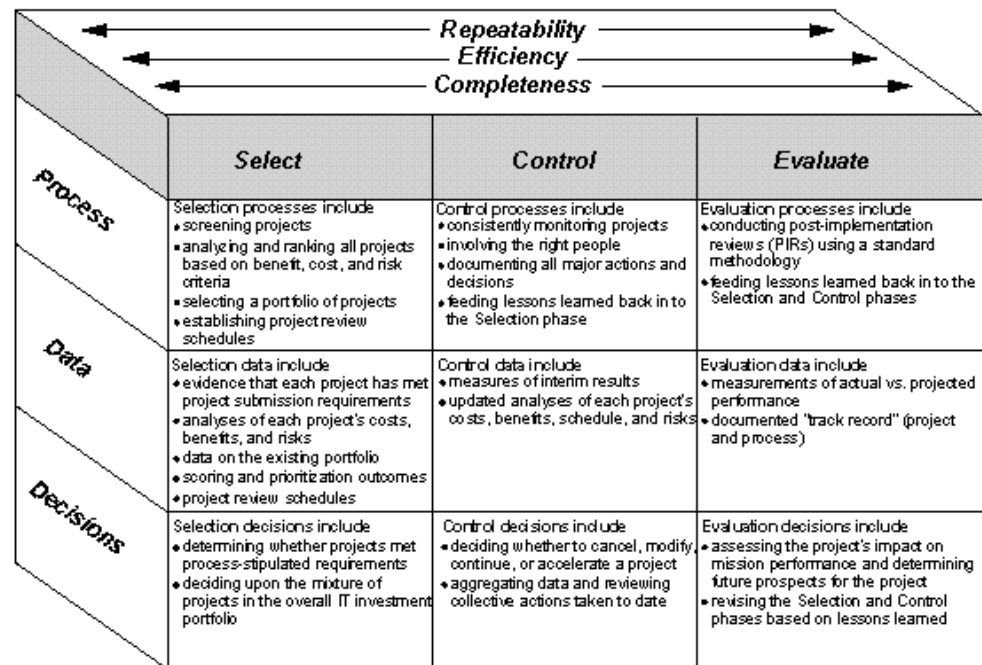 Repeatability
Efficiency
Completeness
Select
Control
Evaluate
Process
Selection processes include
• screening projects
• analyzing and ranking all projects
based on benefit, cost, and risk
criteria
• selecting a portfolio of projects
• establishing project review
schedules
Control processes include
• consistently monitoring projects
• involving the right people
• documenting all major actions and
decisions
• feeding lessons learned back in to
the Selection phase
Evaluation processes include
• conducting post-implementation
reviews (PIRs) using a standard
methodology
• feeding lessons learned back in to the
Selection and Control phases
Data
Selection data include
• evidence that each project has met
project submission requirements
• analyses of each project's costs,
benefits, and risks
• data on the existing portfolio
• scoring and prioritization outcomes
• project review schedules
Control data include
• measures of interim results
• updated analyses of each project's
costs, benefits, schedule, and risks
Evaluation data include
• measurements of actual vs. projected
performance
• documented "track record" (project
and process)
Decisions
Selection decisions include
• determining whether projects met
process-stipulated requirements
• deciding upon the mixture of
projects in the overall IT investment
portfolio
Control decisions include
• deciding whether to cancel, modify,
continue, or accelerate a project
• aggregating data and reviewing
collective actions taken to date
Evaluation decisions include
• assessing the project's impact on
mission performance and determining
future prospects for the project
• revising the Selection and Control
phases based on lessons learned